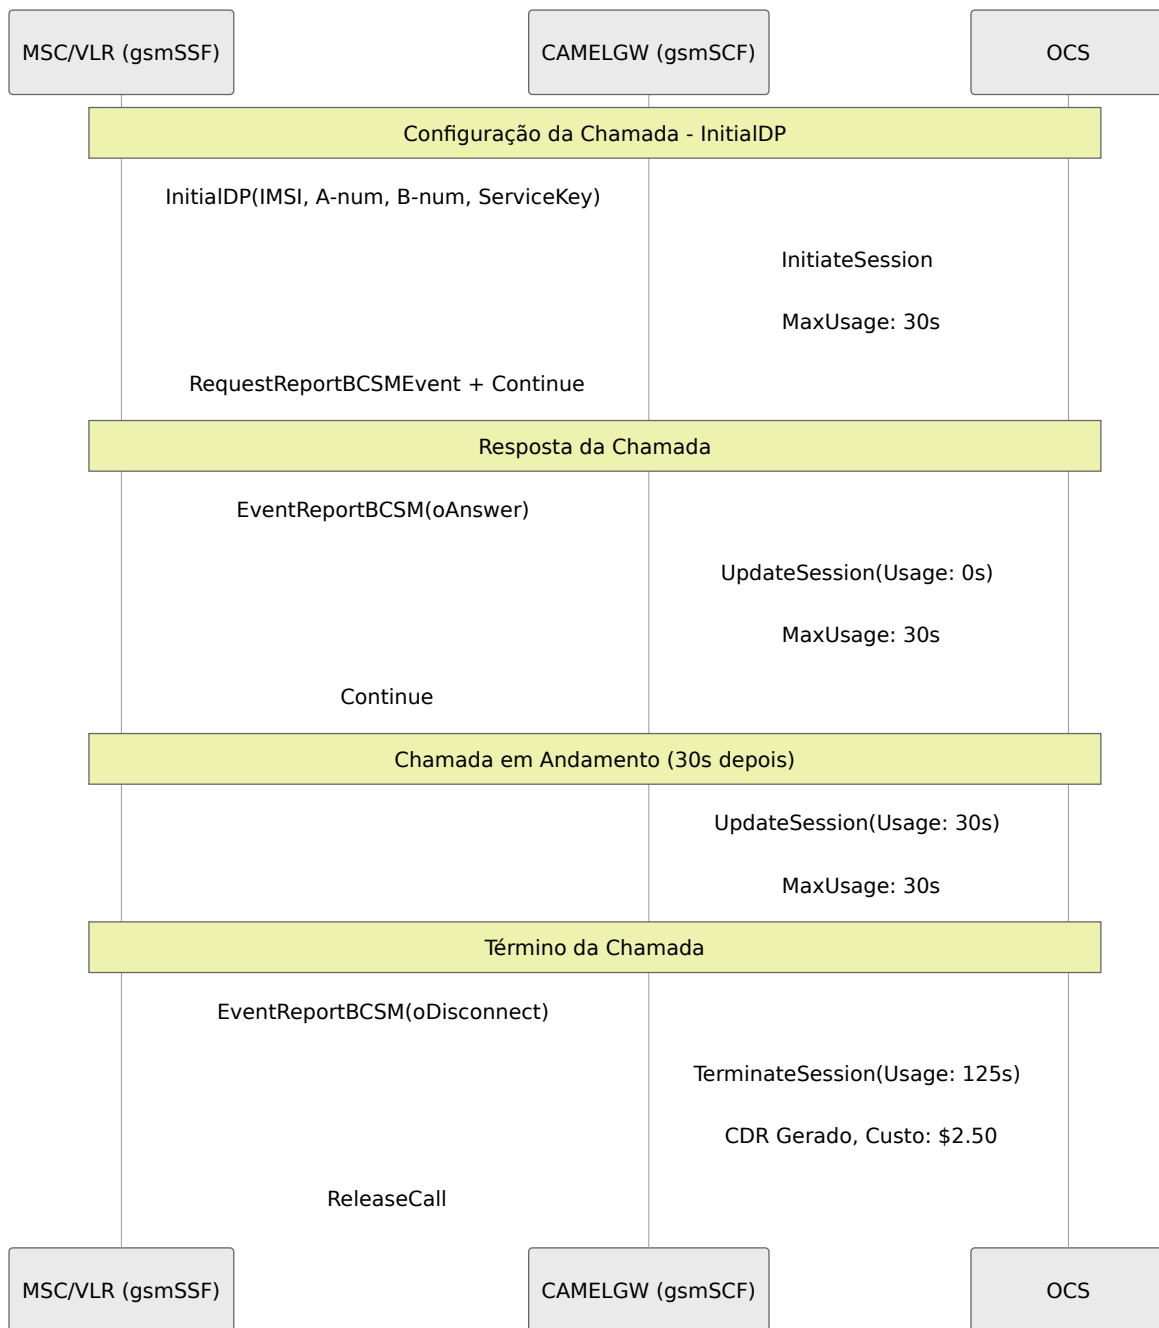 MSC/VLR (gsmSSF)
CAMELGW (gsmSCF)
OCS
Configuração da Chamada - InitialDP
InitialDP(IMSI, A-num, B-num, ServiceKey)
InitiateSession
MaxUsage: 30s
RequestReportBCSMEvent + Continue
Resposta da Chamada
EventReportBCSM(oAnswer)
UpdateSession(Usage: 0s)
MaxUsage: 30s
Continue
Chamada em Andamento (30s depois)
UpdateSession(Usage: 30s)
MaxUsage: 30s
Término da Chamada
EventReportBCSM(oDisconnect)
TerminateSession(Usage: 125s)
CDR Gerado, Custo: $2.50
ReleaseCall
MSC/VLR (gsmSSF)
CAMELGW (gsmSCF)
OCS